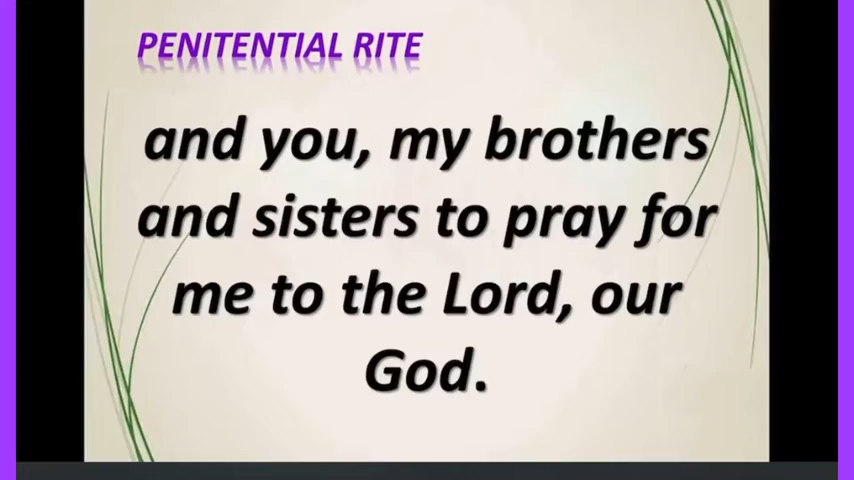 PENITENTIAL RITE
and you, my brothers
and sisters to pray for
me to the Lord, our
God.